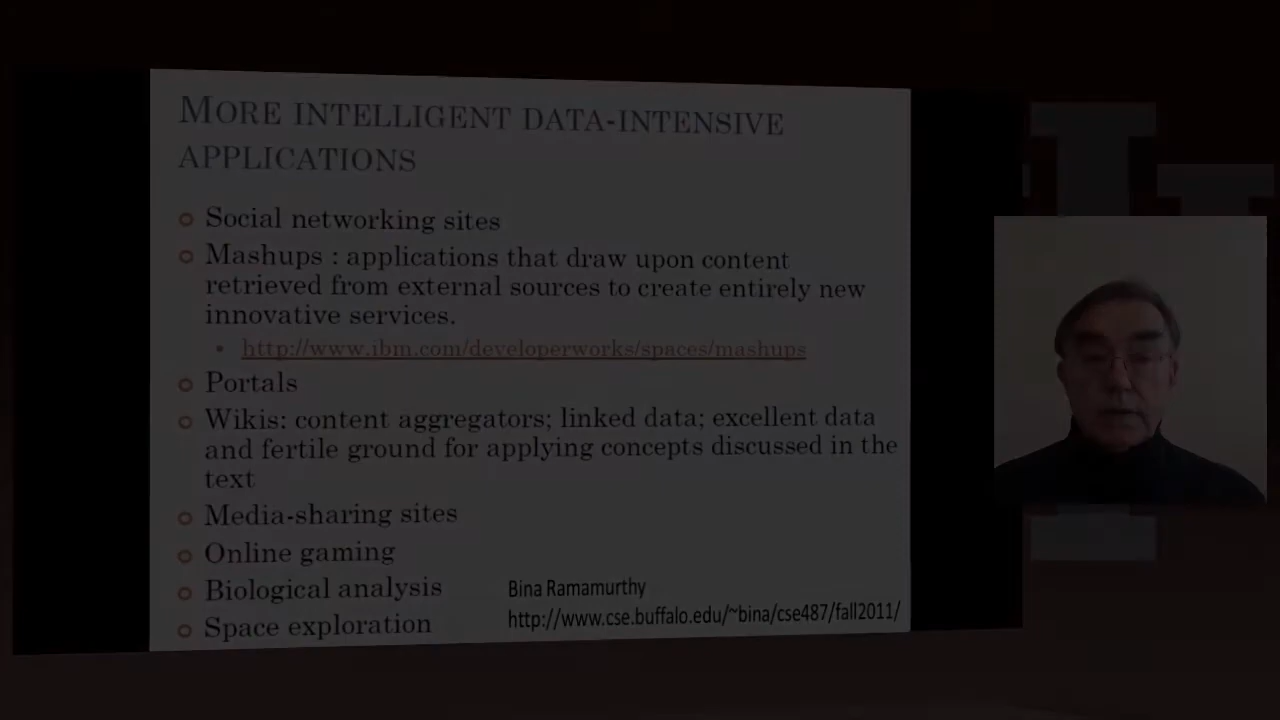 MORE INTELLIGENT DATA-INTENSIVE
APPLICATIONS
Social networking sites
Mashups : applications that draw upon content
retrieved from external sources to create entirely new
innovative services.
http://www.ibm.com/developerworks/spaces/mashups
Portals
Wikis: content aggregators; linked data; excellent data
and fertile ground for applying concepts discussed in the
text
Media-sharing sites
Online gaming
Biological analysis
Space exploration
Bina Ramamurthy
http://www.cse.buffalo.edu/~bina/cse487/fall2011/